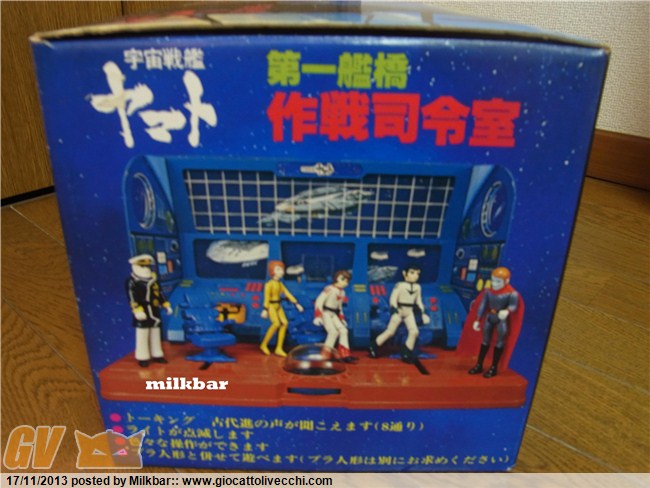 宇宙戦艦
ヤマト
第一艦橋
作戦司令室
milkbar
●トーキング 古代進の声が聞こえます(8通り)
●ライトが点滅します
な操作ができます
プラ人形と併せて遊べます(プラ人形は別にお求めください)
GV
17/11/2013 posted by Milkbar:: www.giocattolivecchi.com